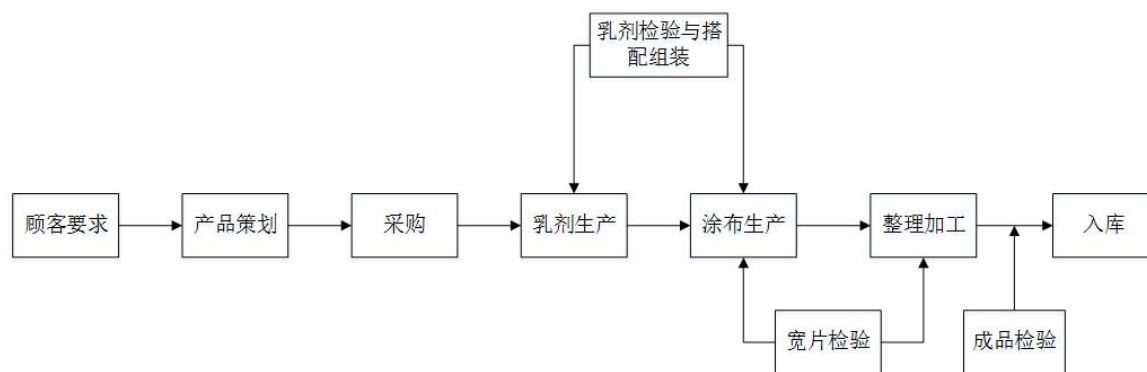 乳剂检验与搭
配组装
顾客要求
产品策划
采购
乳剂生产
涂布生产
整理加工
入库
宽片检验
成品检验